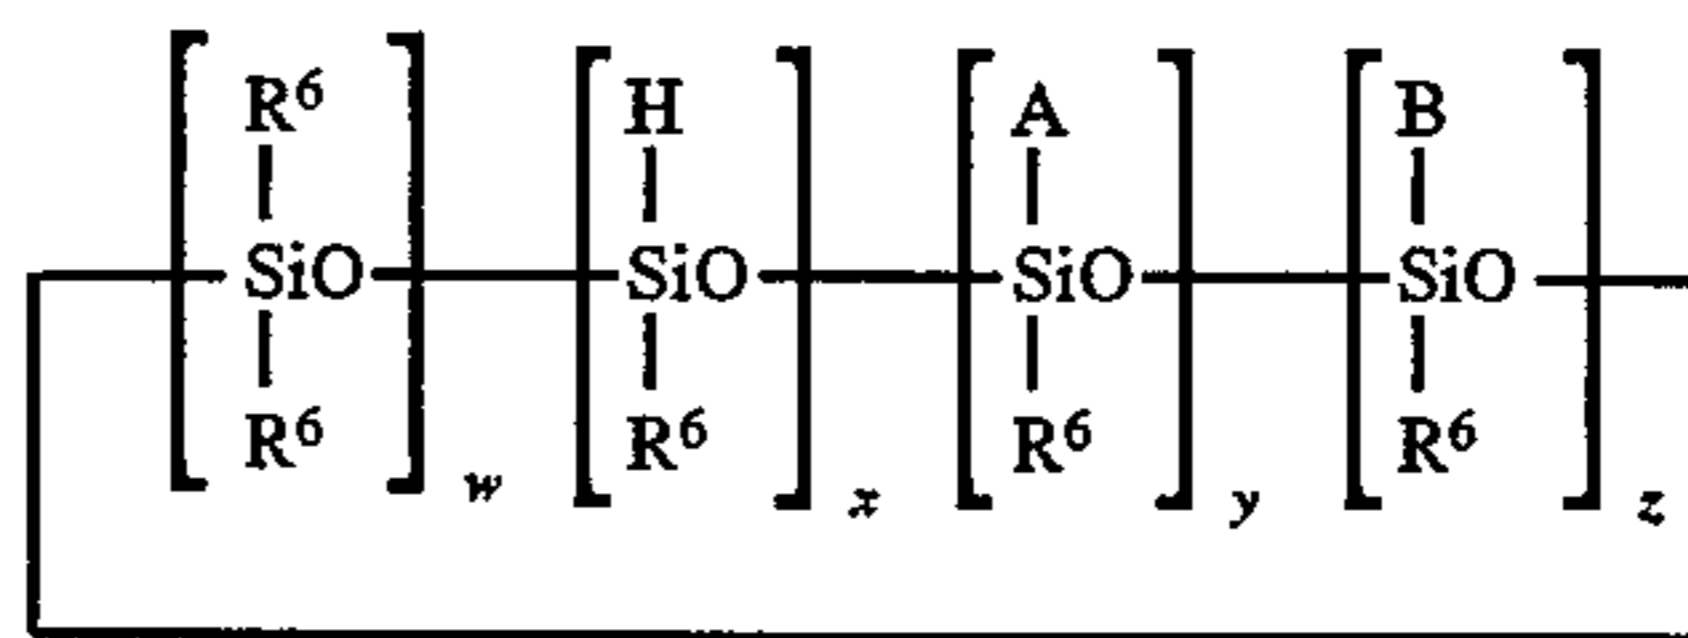 R⁶ H A B
SiO SiO SiO SiO
R⁶ R⁶ R⁶ R⁶
w x y z